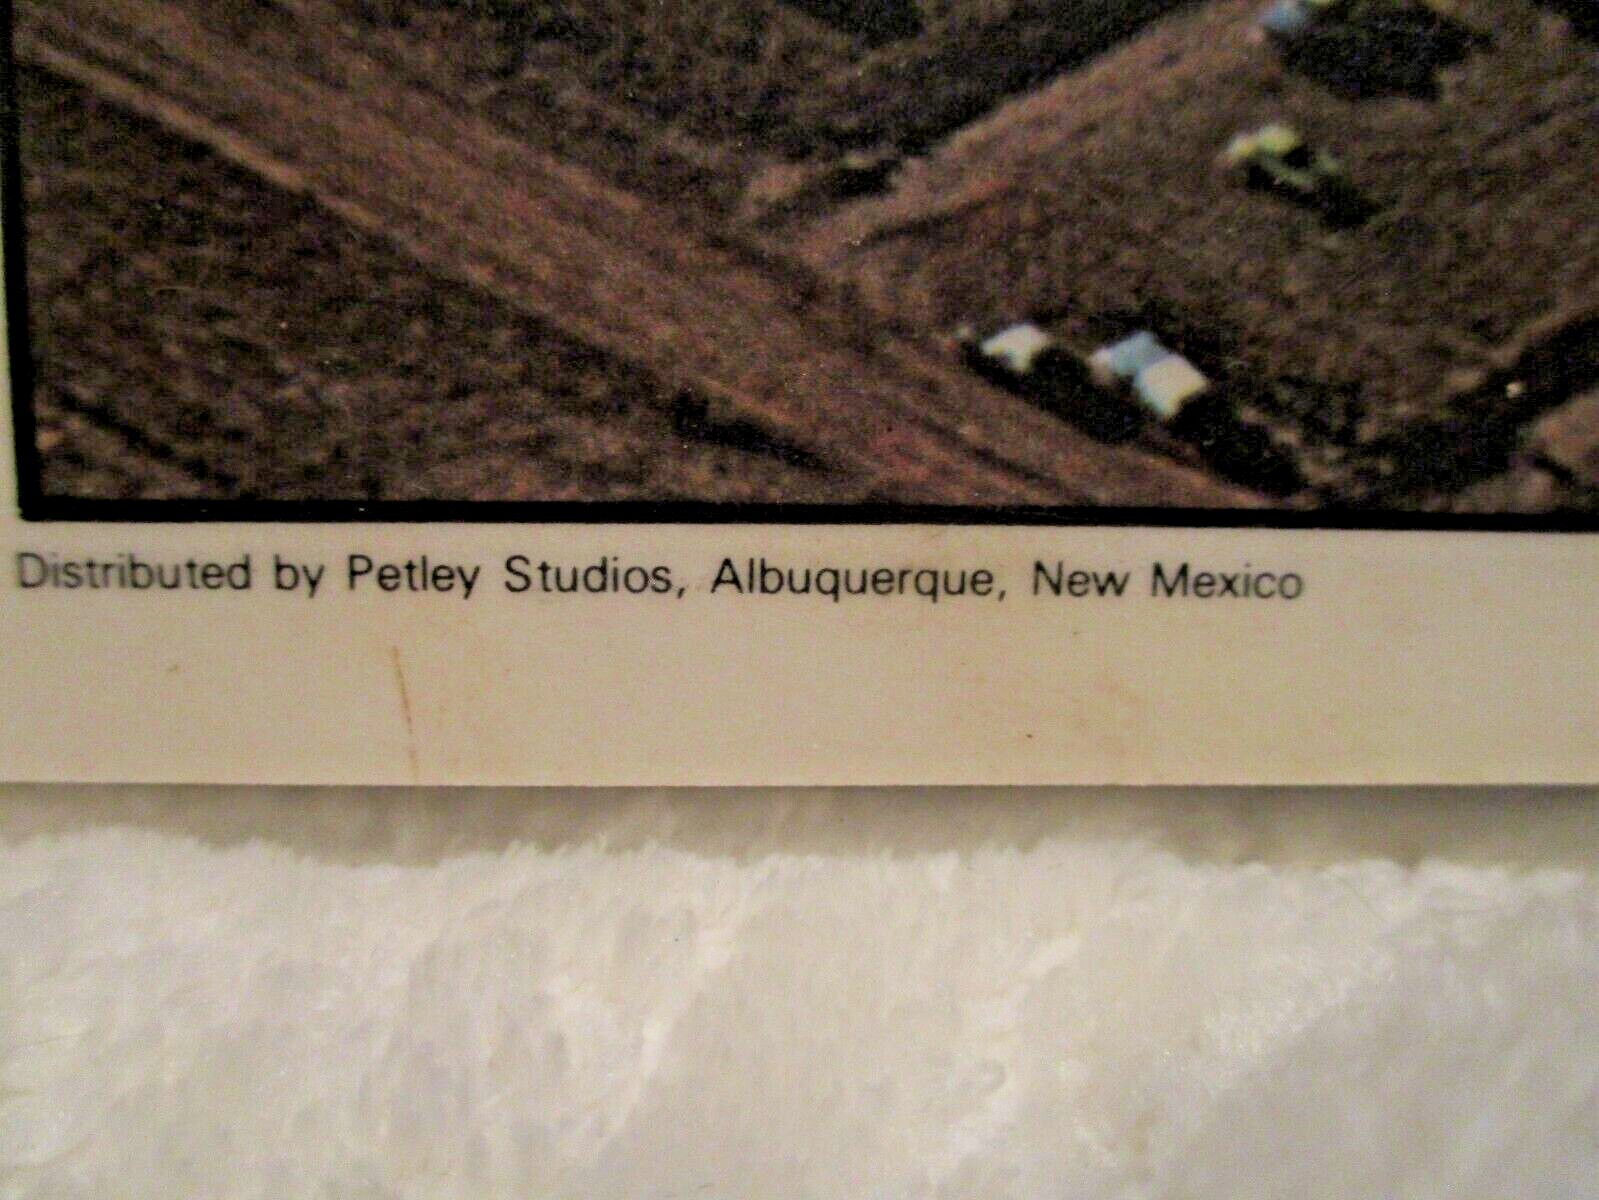 Distributed by Petley Studios, Albuquerque, New Mexico